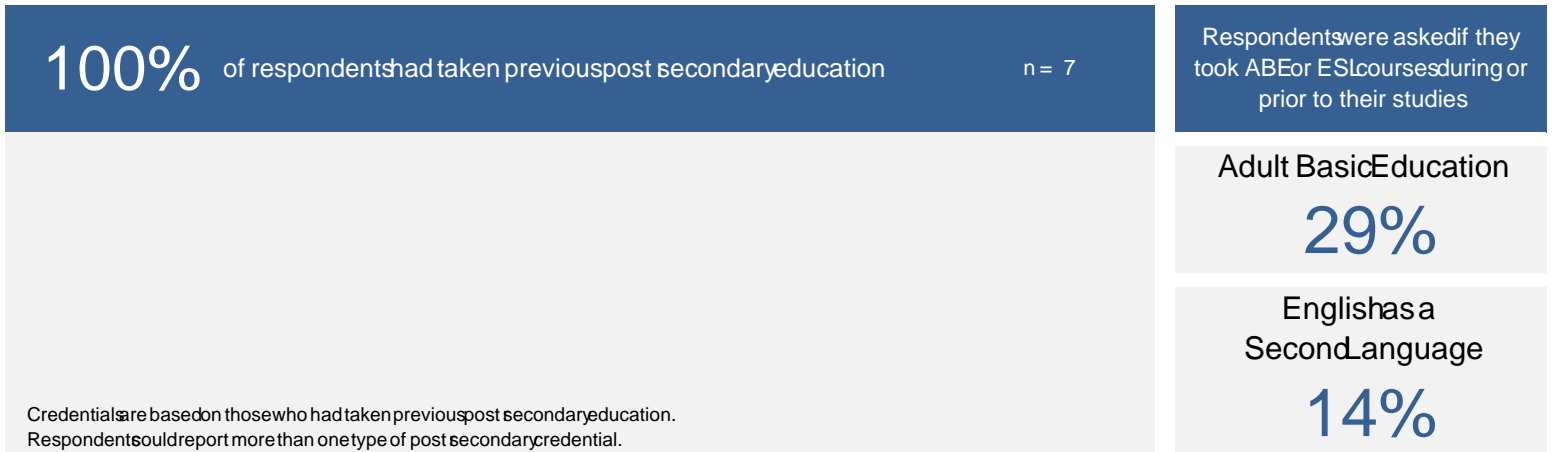 100% of respondents had taken previous post secondary education n = 7
Credentials are based on those who had taken previous post secondary education.
Respondents could report more than one type of post secondary credential.
Respondents were asked if they
took ABE or ESL courses during or
prior to their studies
Adult Basic Education
29%
English as a
Second Language
14%